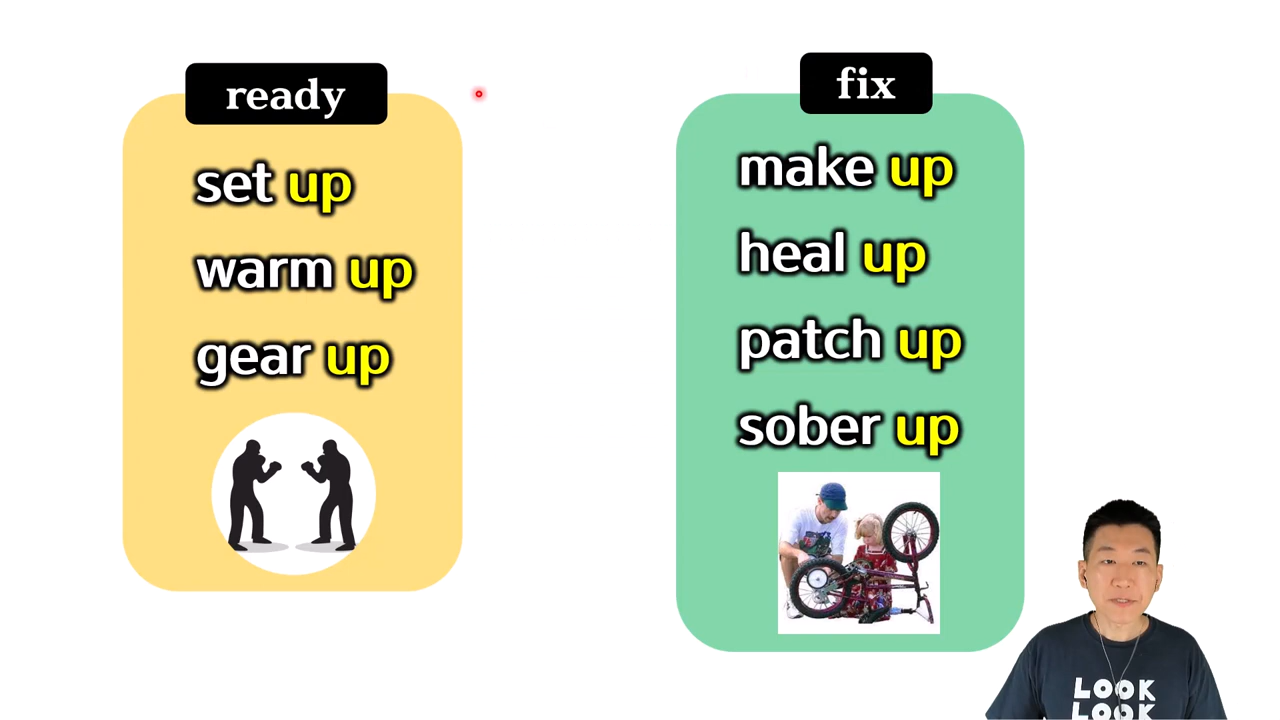 ready
set up
warm up
gear up
fix
make up
heal up
patch up
sober up
LOOK
LOOK